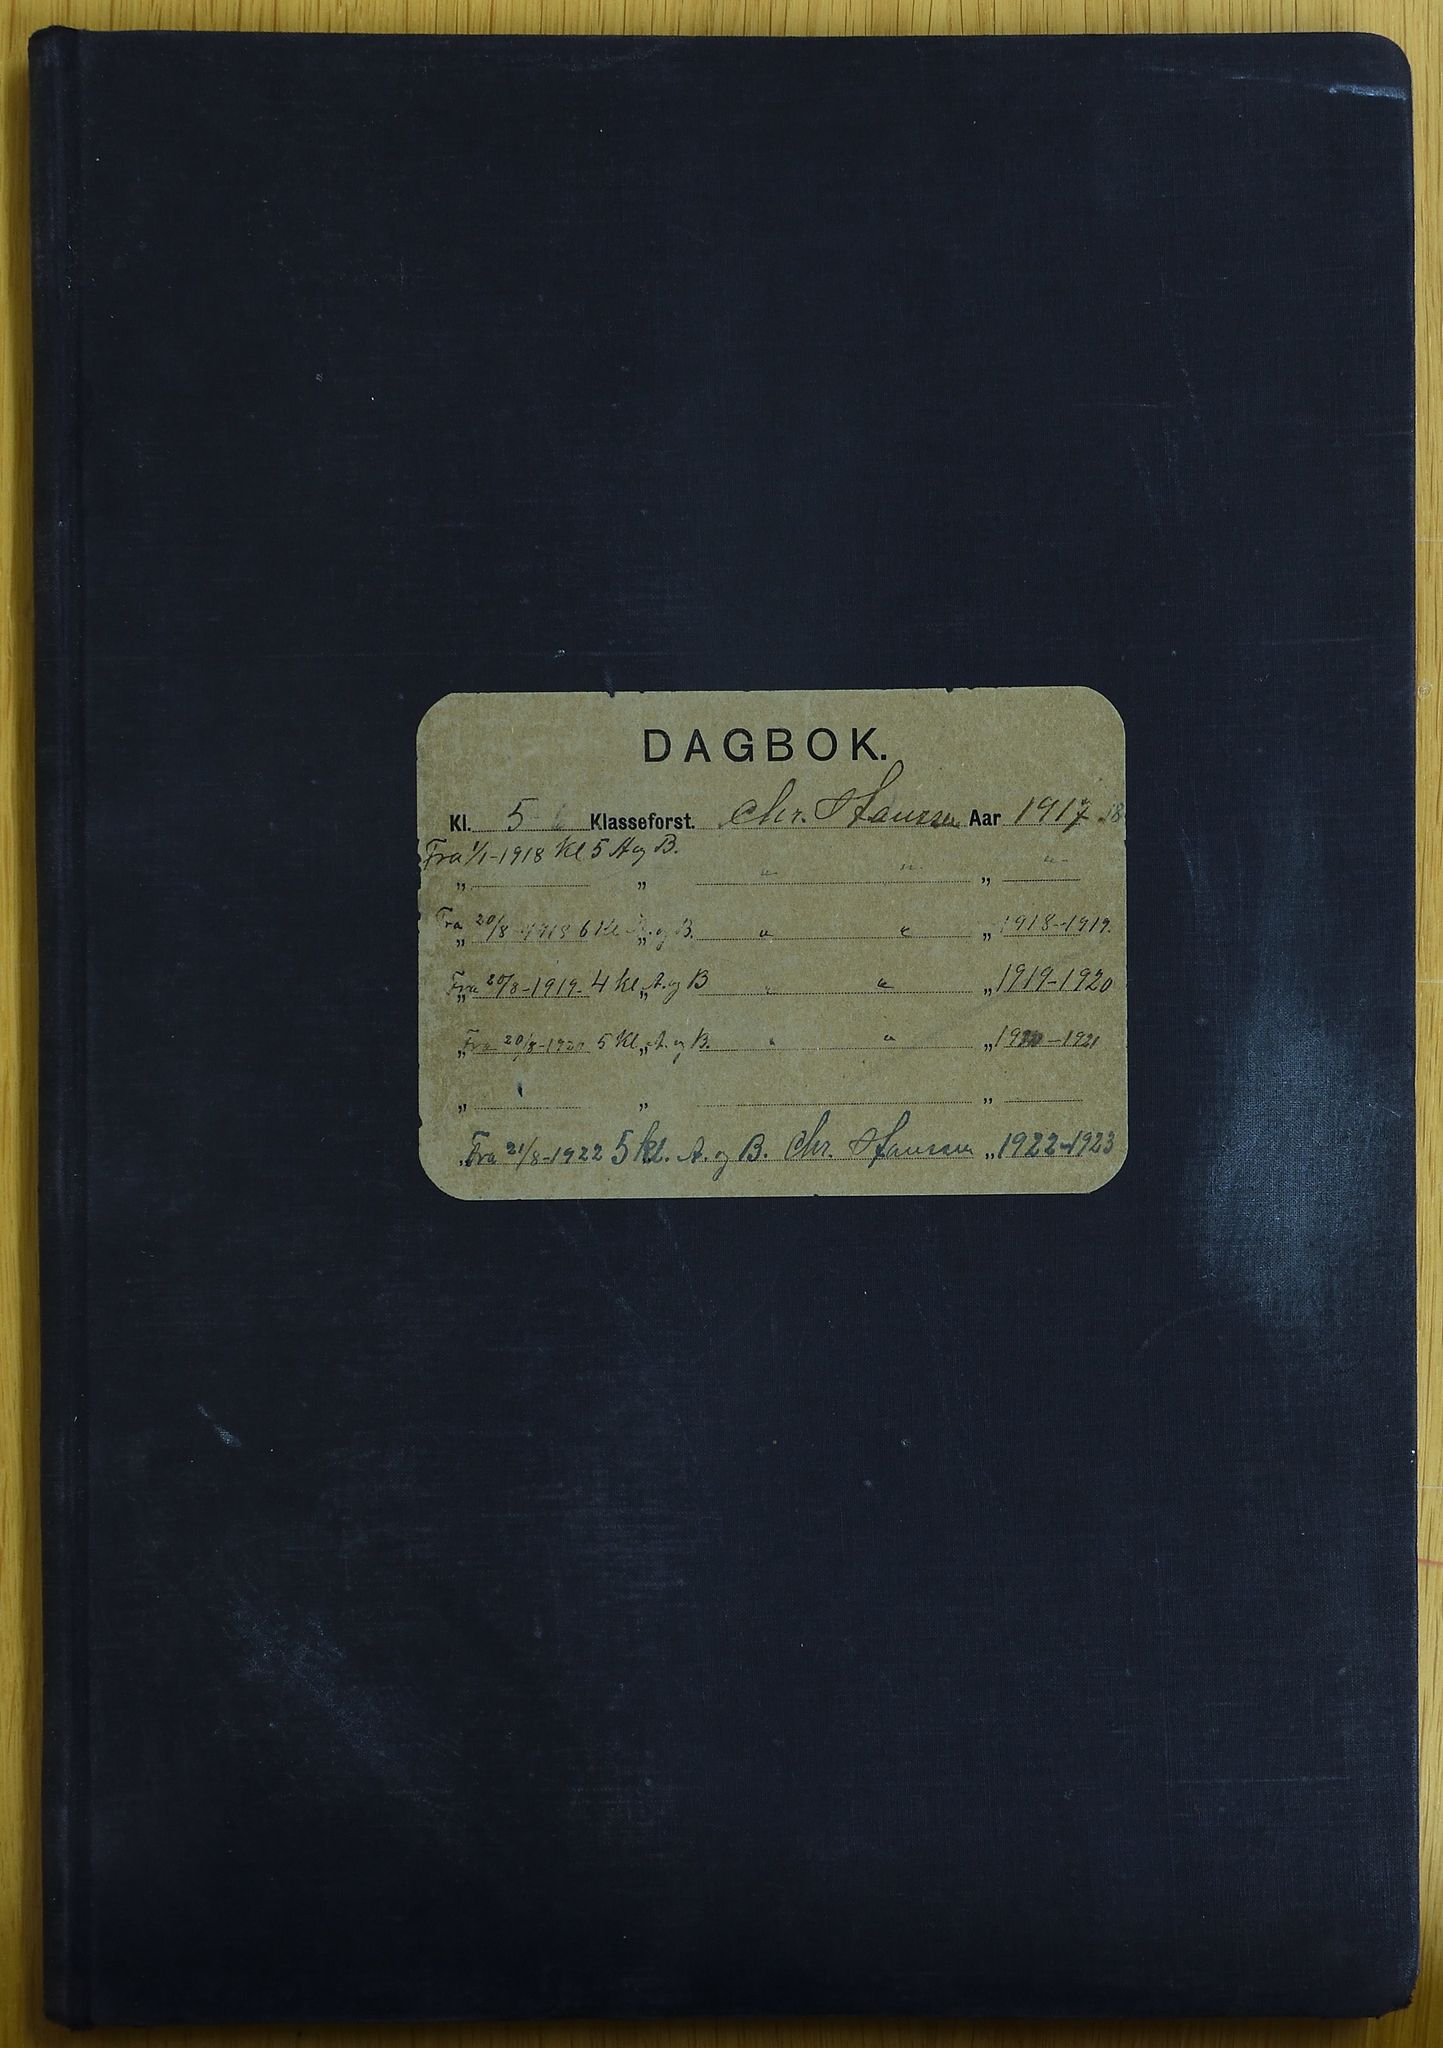 DAGBOK.
Kl. 5 Klasseforst. Chr. Hansen Aar 1917 18
Fra 1/1-1918 Kl 5 A og B.
„ „ " " „ "
Fra 20/8-1918 6 Kl A. og B. " " „ 1918-1919.
Fra 20/8-1919. 4 Kl. A. og B " " „ 1919-1920
„ Fra 20/8-1920 5 Kl. A. og B. " " „ 1920-1921
„ „ „
„ Fra 21/8-1922 5 kl. A. og B. Chr. Hansen „ 1922-1923